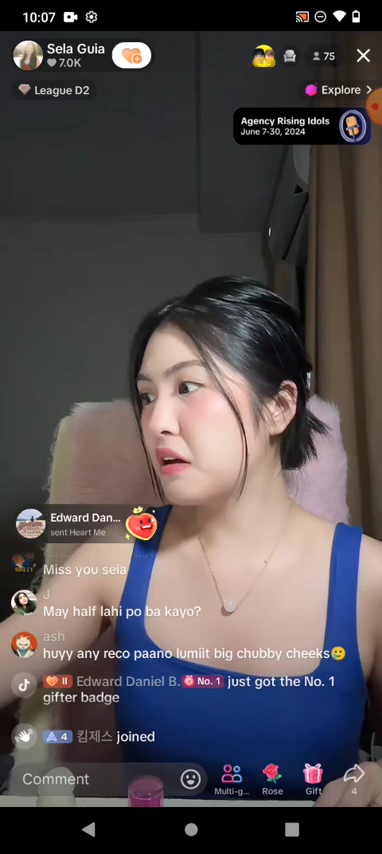 10:07
Sela Guia
7.0K
75
League D2
Explore
Agency Rising Idols
June 7-30, 2024
Edward Dan...
sent Heart Me
Miss you sela
J
May half lahi po ba kayo?
ash
huyy any reco paano lumiit big chubby cheeks🥲
II Edward Daniel B. No. 1 just got the No. 1
gifter badge
4 킴제스 joined
Comment
Multi-g...
Rose
Gift
4